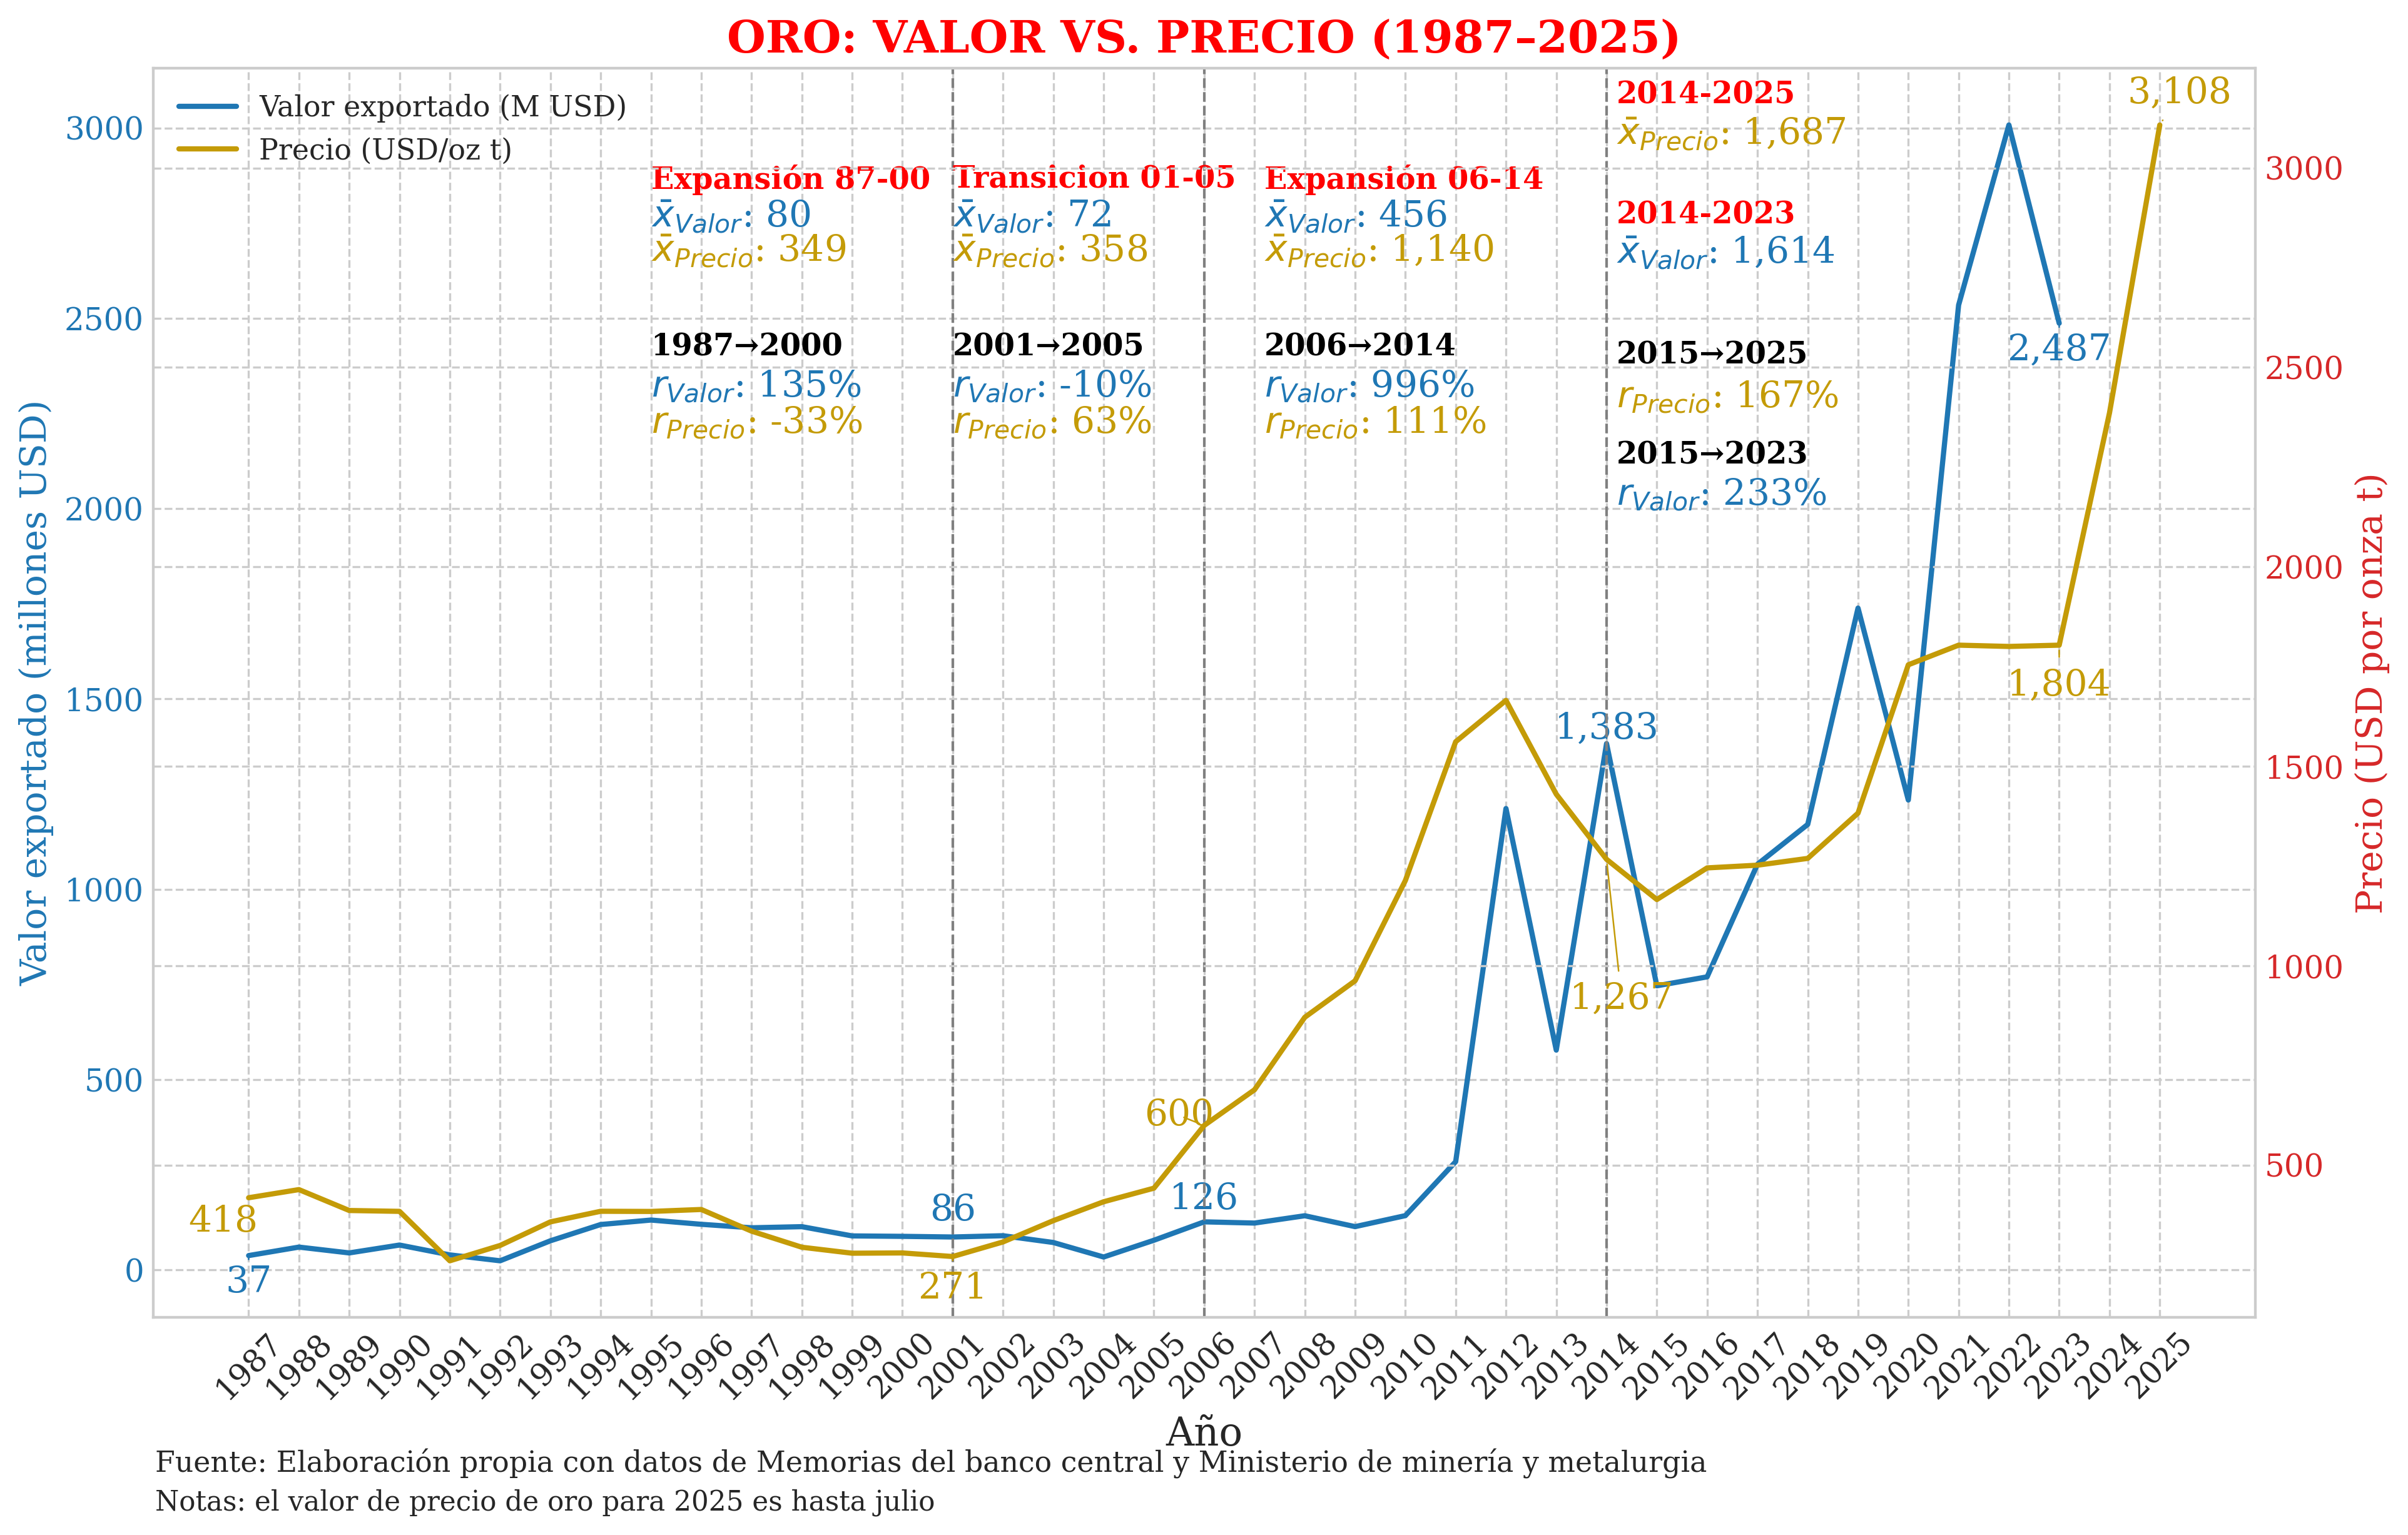 ORO: VALOR VS. PRECIO (1987–2025)
Valor exportado (M USD)
Precio (USD/oz t)
Expansión 87-00
x̄Valor: 80
x̄Precio: 349
1987→2000
rValor: 135%
rPrecio: -33%
Transicion 01-05
x̄Valor: 72
x̄Precio: 358
2001→2005
rValor: -10%
rPrecio: 63%
Expansión 06-14
x̄Valor: 456
x̄Precio: 1,140
2006→2014
rValor: 996%
rPrecio: 111%
2014-2025
x̄Precio: 1,687
2014-2023
x̄Valor: 1,614
2015→2025
rPrecio: 167%
2015→2023
rValor: 233%
3,108
2,487
1,804
1,383
1,267
600
126
86
271
418
37
Valor exportado (millones USD)
3000
2500
2000
1500
1000
500
0
Precio (USD por onza t)
3000
2500
2000
1500
1000
500
1987 1988 1989 1990 1991 1992 1993 1994 1995 1996 1997 1998 1999 2000 2001 2002 2003 2004 2005 2006 2007 2008 2009 2010 2011 2012 2013 2014 2015 2016 2017 2018 2019 2020 2021 2022 2023 2024 2025
Año
Fuente: Elaboración propia con datos de Memorias del banco central y Ministerio de minería y metalurgia
Notas: el valor de precio de oro para 2025 es hasta julio